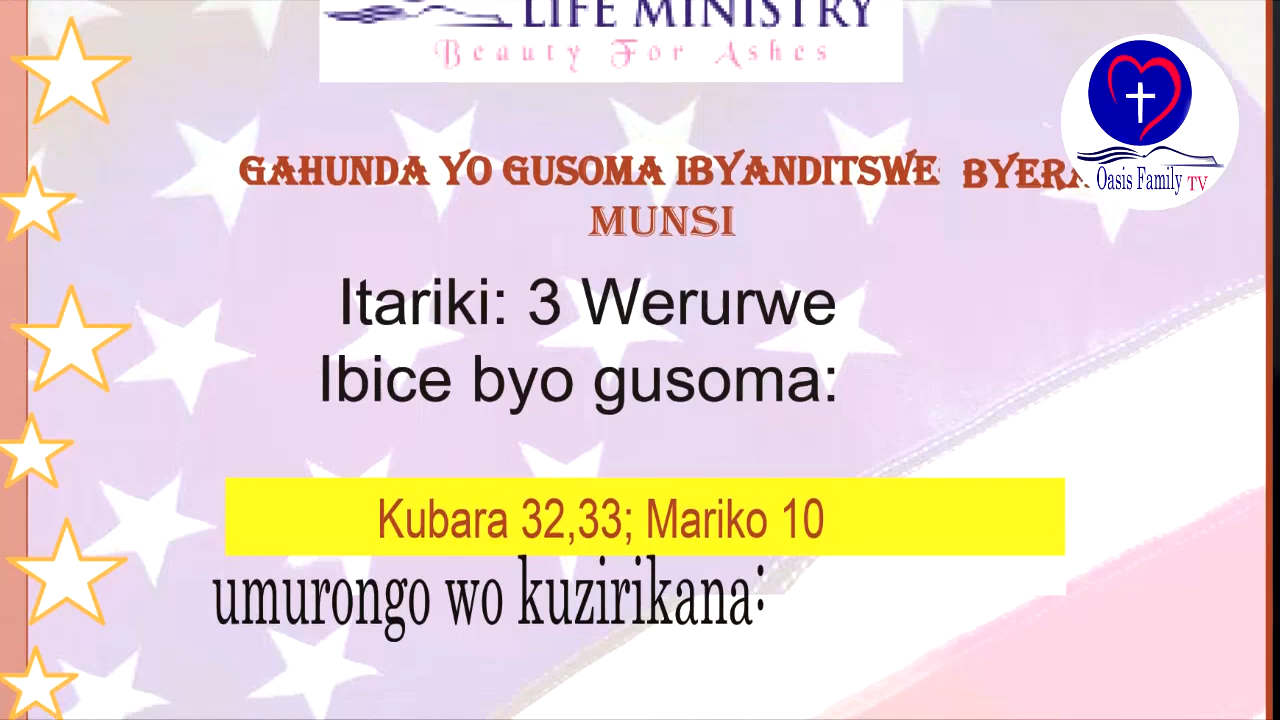 LIFE MINISTRY
Beauty For Ashes
GAHUNDA YO GUSOMA IBYANDITSWE BYERA
MUNSI
Itariki: 3 Werurwe
Ibice byo gusoma:
Kubara 32,33; Mariko 10
umurongo wo kuzirikana:
Oasis Family TV